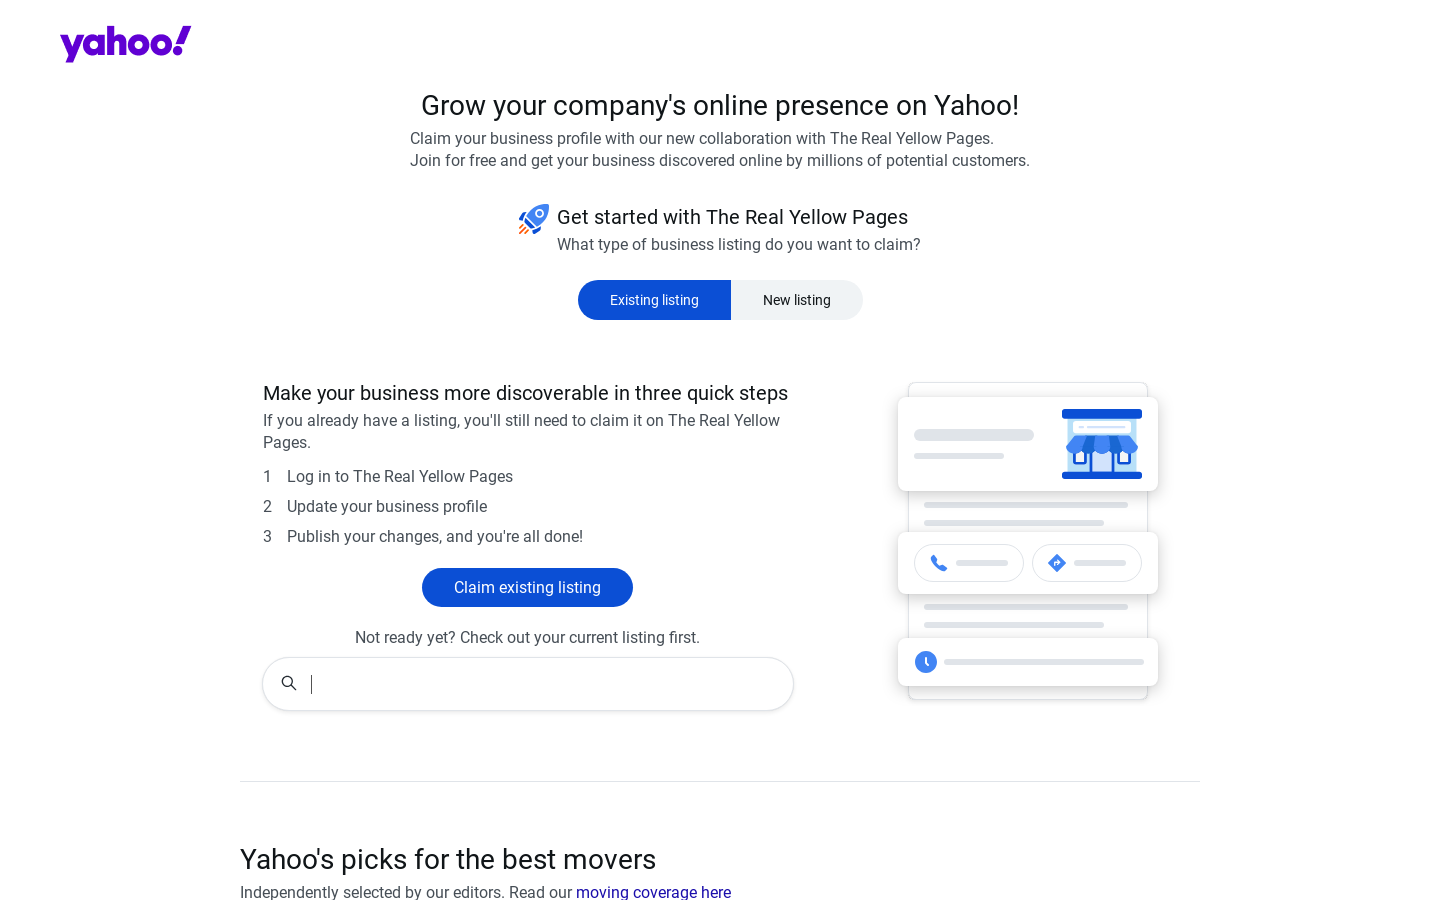 yahoo!
Grow your company's online presence on Yahoo!
Claim your business profile with our new collaboration with The Real Yellow Pages.
Join for free and get your business discovered online by millions of potential customers.
Get started with The Real Yellow Pages
What type of business listing do you want to claim?
Existing listing
New listing
Make your business more discoverable in three quick steps
If you already have a listing, you'll still need to claim it on The Real Yellow
Pages.
1 Log in to The Real Yellow Pages
2 Update your business profile
3 Publish your changes, and you're all done!
Claim existing listing
Not ready yet? Check out your current listing first.
Yahoo's picks for the best movers
Independently selected by our editors. Read our moving coverage here